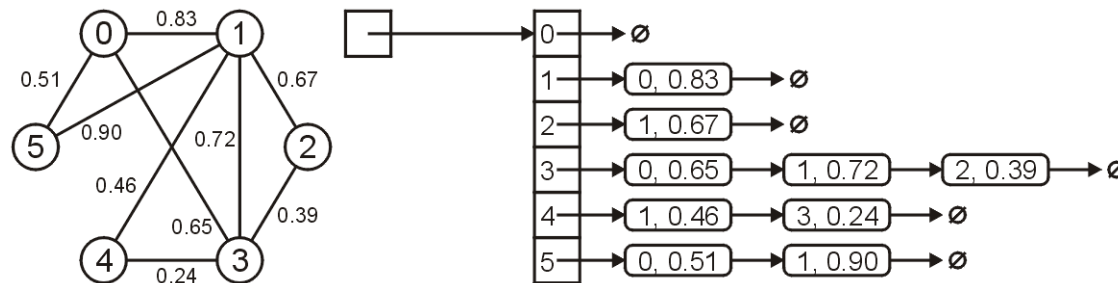 0.83
0 1
0.51 0.67
5 0.90 0.72 2
0.46 0.65 0.39
4 0.24 3
0 ∅
1 0, 0.83 ∅
2 1, 0.67 ∅
3 0, 0.65 1, 0.72 2, 0.39 ∅
4 1, 0.46 3, 0.24 ∅
5 0, 0.51 1, 0.90 ∅